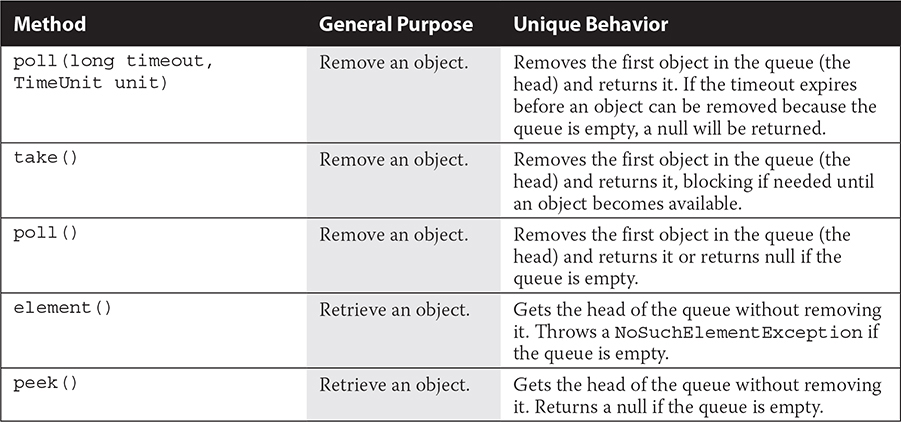 Method General Purpose Unique Behavior
poll(long timeout, Remove an object. Removes the first object in the queue (the
TimeUnit unit) head) and returns it. If the timeout expires
before an object can be removed because the
queue is empty, a null will be returned.
take() Remove an object. Removes the first object in the queue (the
head) and returns it, blocking if needed until
an object becomes available.
poll() Remove an object. Removes the first object in the queue (the
head) and returns it or returns null if the
queue is empty.
element() Retrieve an object. Gets the head of the queue without removing
it. Throws a NoSuchElementException if
the queue is empty.
peek() Retrieve an object. Gets the head of the queue without removing
it. Returns a null if the queue is empty.